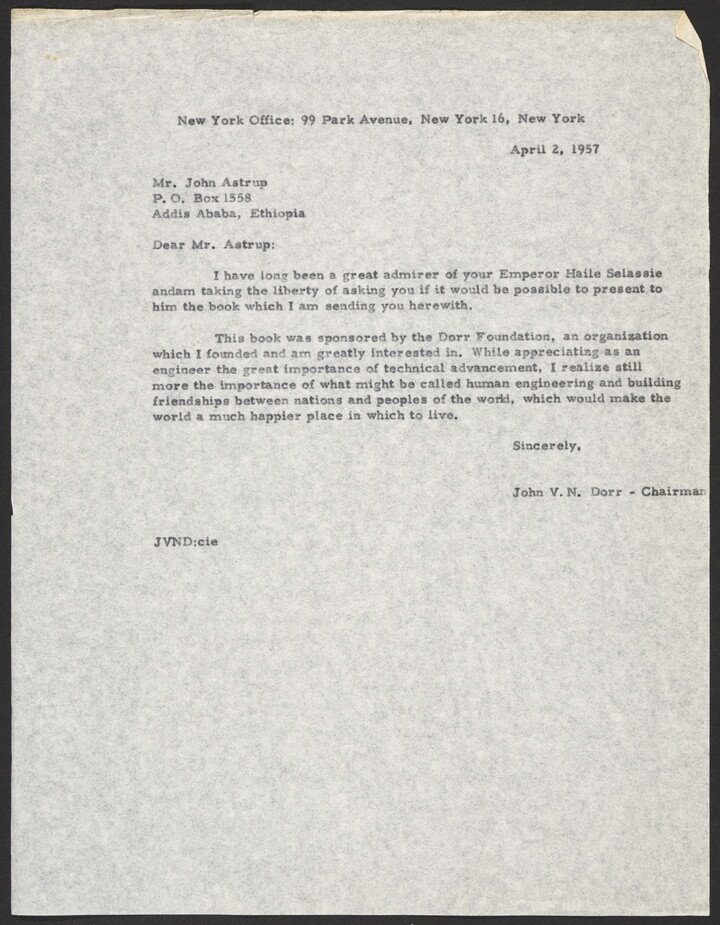 New York Office: 99 Park Avenue, New York 16, New York
April 2, 1957
Mr. John Astrup
P. O. Box 1558
Addis Ababa, Ethiopia
Dear Mr. Astrup:
I have long been a great admirer of your Emperor Haile Selassie
andam taking the liberty of asking you if it would be possible to present to
him the book which I am sending you herewith.
This book was sponsored by the Dorr Foundation, an organization
which I founded and am greatly interested in. While appreciating as an
engineer the great importance of technical advancement, I realize still
more the importance of what might be called human engineering and building
friendships between nations and peoples of the world, which would make the
world a much happier place in which to live.
Sincerely,
John V. N. Dorr - Chairman
JVND:cie